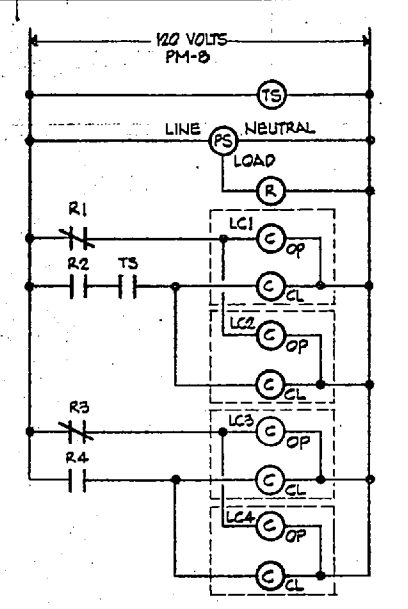 120 VOLTS
PM-8
TS
LINE PS NEUTRAL
LOAD
R
R1
LC1 C OP
R2 TS
C CL
LC2 C OP
C CL
R3
LC3 C OP
R4
C CL
LC4 C OP
C CL